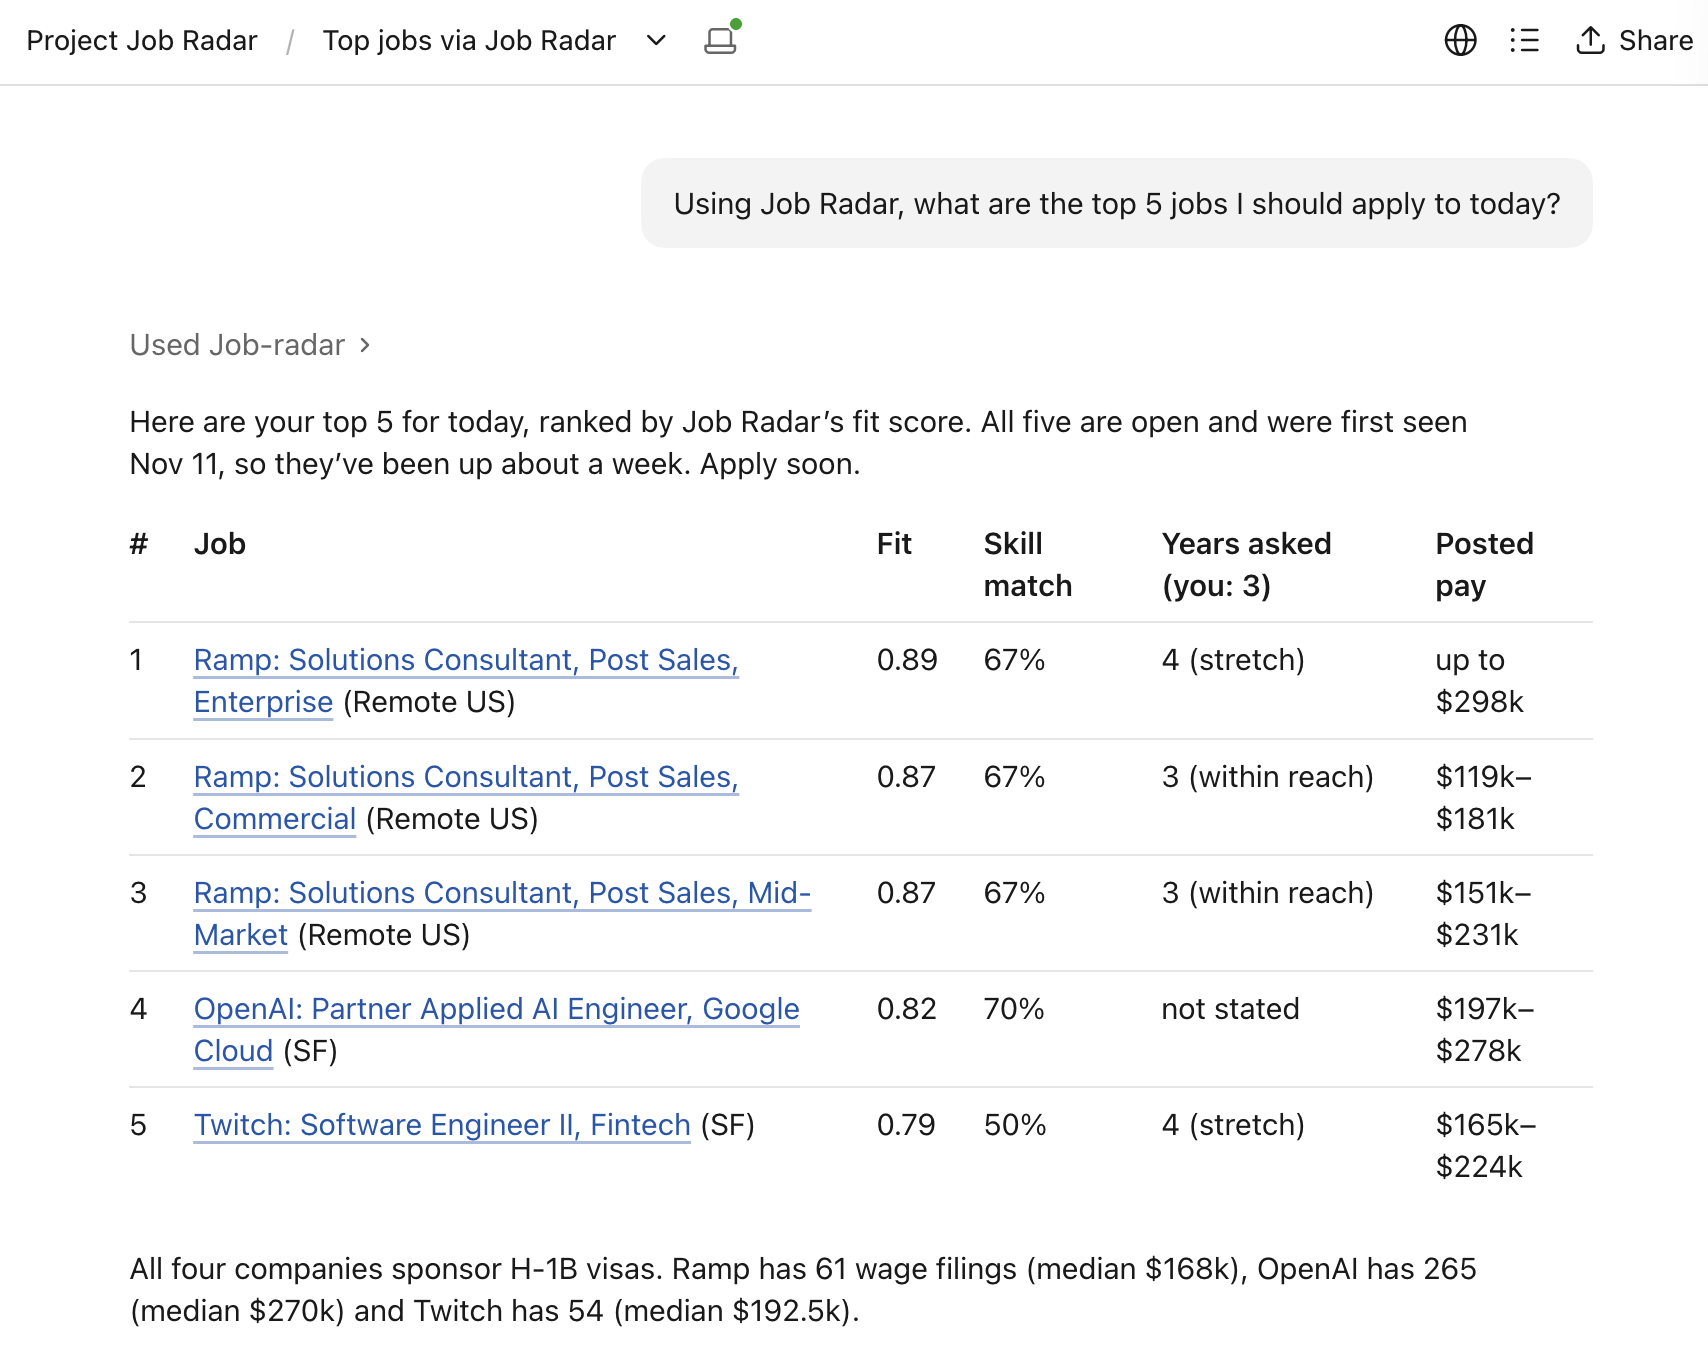 Project Job Radar / Top jobs via Job Radar
Share
Using Job Radar, what are the top 5 jobs I should apply to today?
Used Job-radar >
Here are your top 5 for today, ranked by Job Radar’s fit score. All five are open and were first seen
Nov 11, so they’ve been up about a week. Apply soon.
# Job Fit Skill match Years asked (you: 3) Posted pay
1 Ramp: Solutions Consultant, Post Sales, Enterprise (Remote US) 0.89 67% 4 (stretch) up to $298k
2 Ramp: Solutions Consultant, Post Sales, Commercial (Remote US) 0.87 67% 3 (within reach) $119k–$181k
3 Ramp: Solutions Consultant, Post Sales, Mid-Market (Remote US) 0.87 67% 3 (within reach) $151k–$231k
4 OpenAI: Partner Applied AI Engineer, Google Cloud (SF) 0.82 70% not stated $197k–$278k
5 Twitch: Software Engineer II, Fintech (SF) 0.79 50% 4 (stretch) $165k–$224k
All four companies sponsor H-1B visas. Ramp has 61 wage filings (median $168k), OpenAI has 265
(median $270k) and Twitch has 54 (median $192.5k).